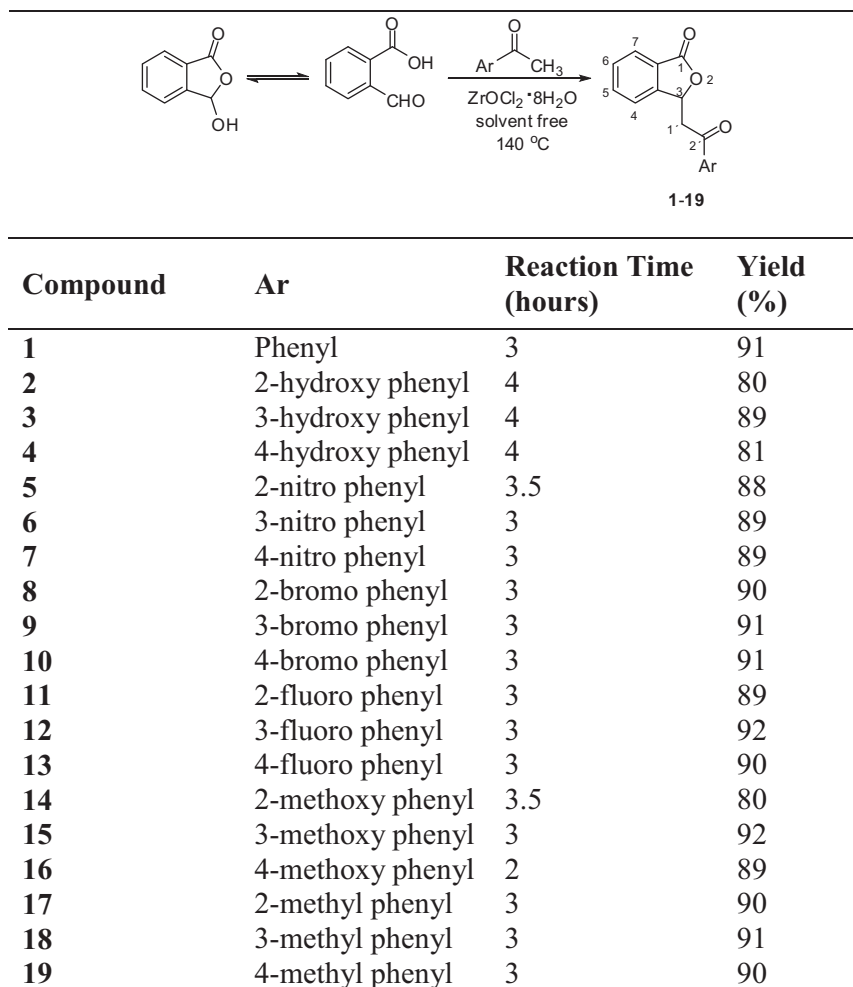 O
O
OH
O
OH
CHO
Ar
O
CH3
ZrOCl2·8H2O
solvent free
140 oC
O
1
O 2
3
4
5
6
7
1´
2´
O
Ar
1-19
Compound Ar Reaction Time (hours) Yield (%)
1 Phenyl 3 91
2 2-hydroxy phenyl 4 80
3 3-hydroxy phenyl 4 89
4 4-hydroxy phenyl 4 81
5 2-nitro phenyl 3.5 88
6 3-nitro phenyl 3 89
7 4-nitro phenyl 3 89
8 2-bromo phenyl 3 90
9 3-bromo phenyl 3 91
10 4-bromo phenyl 3 91
11 2-fluoro phenyl 3 89
12 3-fluoro phenyl 3 92
13 4-fluoro phenyl 3 90
14 2-methoxy phenyl 3.5 80
15 3-methoxy phenyl 3 92
16 4-methoxy phenyl 2 89
17 2-methyl phenyl 3 90
18 3-methyl phenyl 3 91
19 4-methyl phenyl 3 90